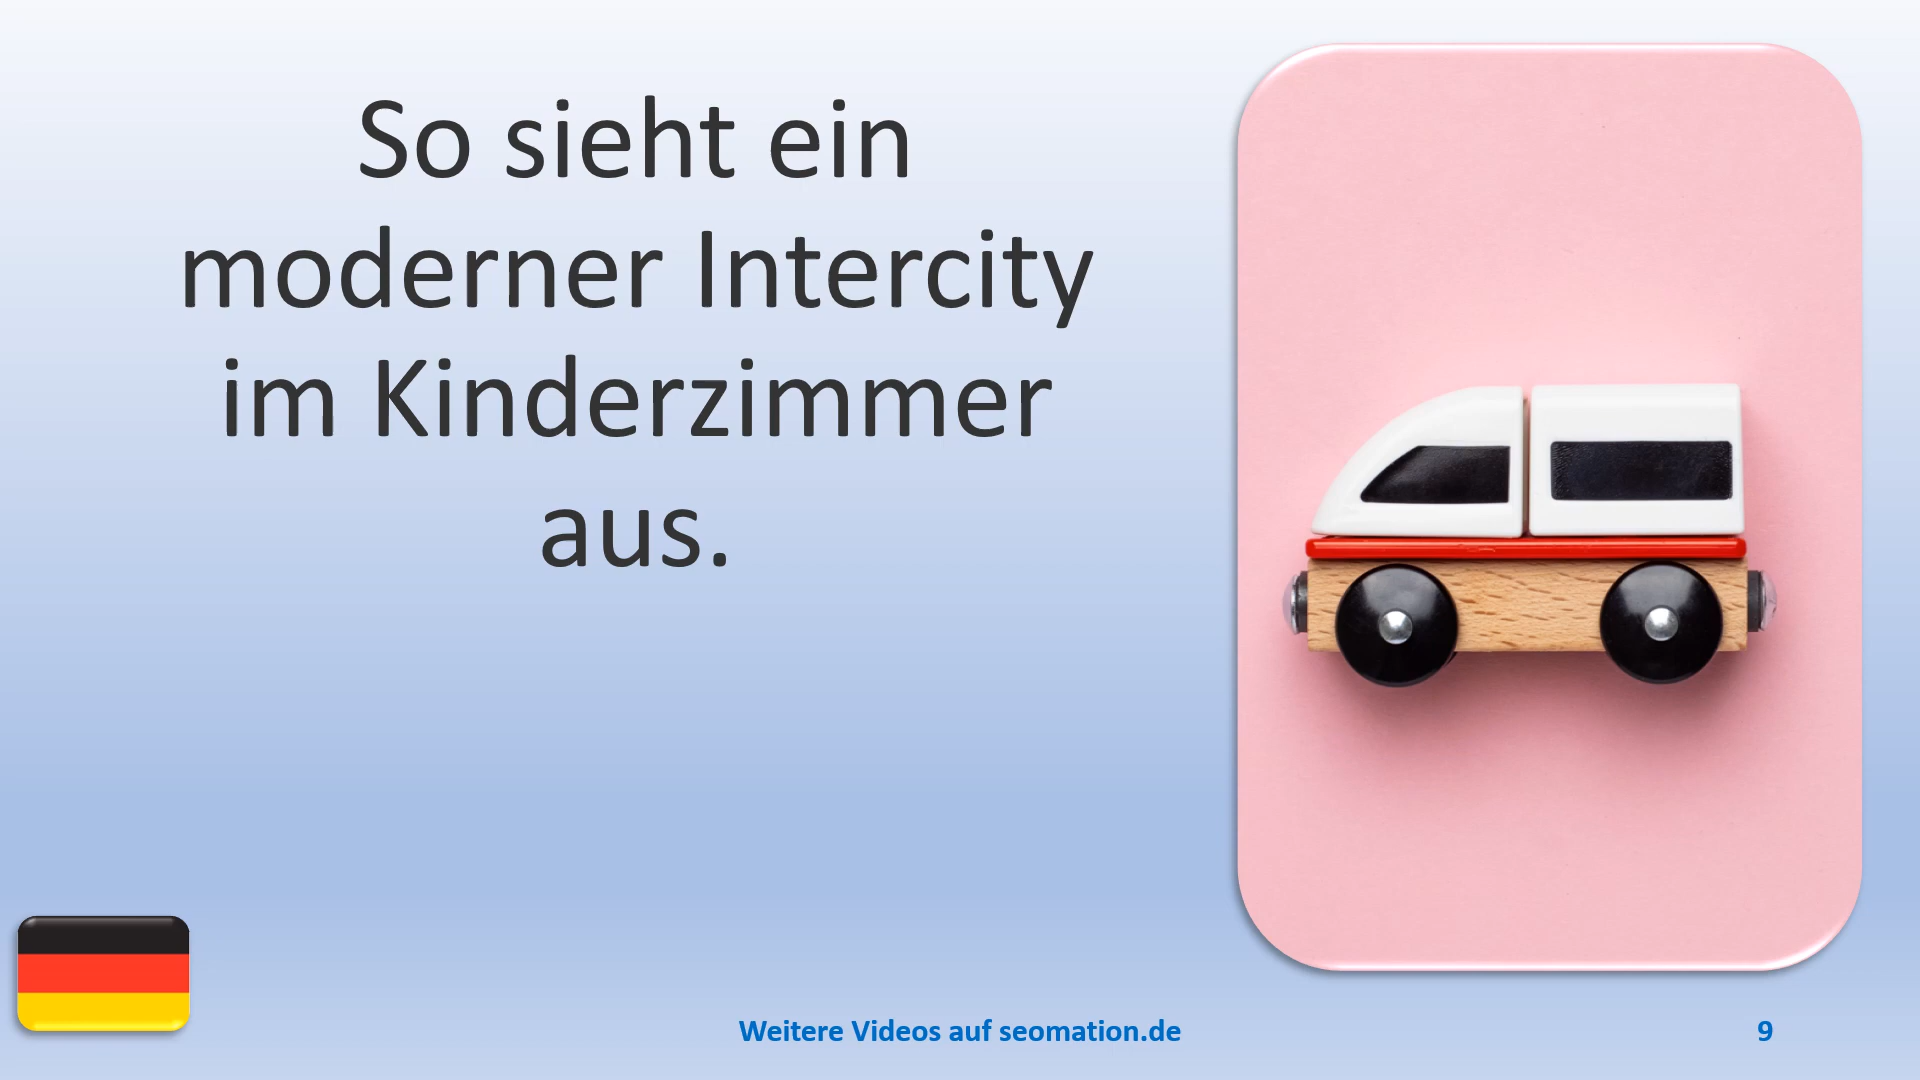 So sieht ein
moderner Intercity
im Kinderzimmer
aus.
Weitere Videos auf seomation.de
9